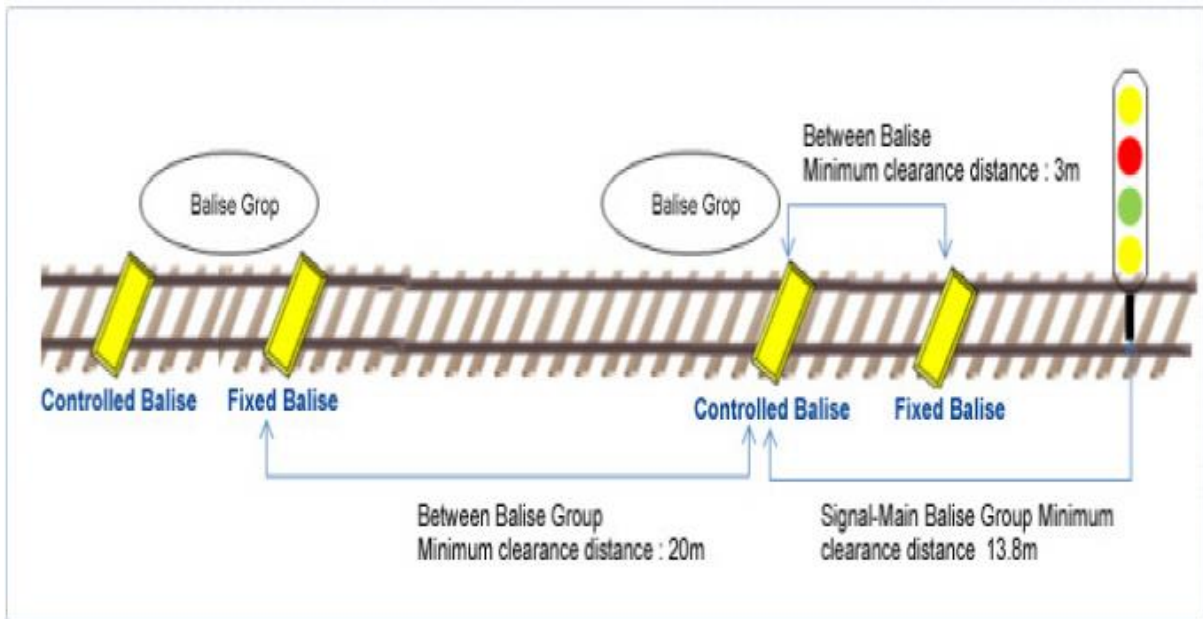 Between Balise
Minimum clearance distance : 3m
Balise Grop
Balise Grop
Controlled Balise
Fixed Balise
Controlled Balise
Fixed Balise
Between Balise Group
Minimum clearance distance : 20m
Signal-Main Balise Group Minimum
clearance distance 13.8m